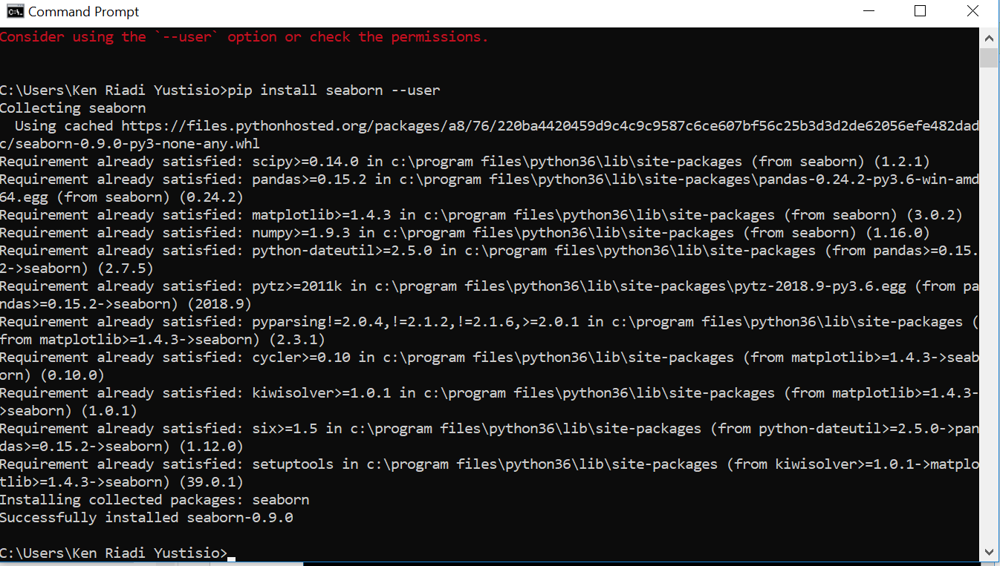 Command Prompt
Consider using the `--user` option or check the permissions.
C:\Users\Ken Riadi Yustisio>pip install seaborn --user
Collecting seaborn
  Using cached https://files.pythonhosted.org/packages/a8/76/220ba4420459d9c4c9c9587c6ce607bf56c25b3d3d2de62056efe482dad
c/seaborn-0.9.0-py3-none-any.whl
Requirement already satisfied: scipy>=0.14.0 in c:\program files\python36\lib\site-packages (from seaborn) (1.2.1)
Requirement already satisfied: pandas>=0.15.2 in c:\program files\python36\lib\site-packages\pandas-0.24.2-py3.6-win-amd
64.egg (from seaborn) (0.24.2)
Requirement already satisfied: matplotlib>=1.4.3 in c:\program files\python36\lib\site-packages (from seaborn) (3.0.2)
Requirement already satisfied: numpy>=1.9.3 in c:\program files\python36\lib\site-packages (from seaborn) (1.16.0)
Requirement already satisfied: python-dateutil>=2.5.0 in c:\program files\python36\lib\site-packages (from pandas>=0.15.
2->seaborn) (2.7.5)
Requirement already satisfied: pytz>=2011k in c:\program files\python36\lib\site-packages\pytz-2018.9-py3.6.egg (from pa
ndas>=0.15.2->seaborn) (2018.9)
Requirement already satisfied: pyparsing!=2.0.4,!=2.1.2,!=2.1.6,>=2.0.1 in c:\program files\python36\lib\site-packages (
from matplotlib>=1.4.3->seaborn) (2.3.1)
Requirement already satisfied: cycler>=0.10 in c:\program files\python36\lib\site-packages (from matplotlib>=1.4.3->seab
orn) (0.10.0)
Requirement already satisfied: kiwisolver>=1.0.1 in c:\program files\python36\lib\site-packages (from matplotlib>=1.4.3-
>seaborn) (1.0.1)
Requirement already satisfied: six>=1.5 in c:\program files\python36\lib\site-packages (from python-dateutil>=2.5.0->pan
das>=0.15.2->seaborn) (1.12.0)
Requirement already satisfied: setuptools in c:\program files\python36\lib\site-packages (from kiwisolver>=1.0.1->matplo
tlib>=1.4.3->seaborn) (39.0.1)
Installing collected packages: seaborn
Successfully installed seaborn-0.9.0
C:\Users\Ken Riadi Yustisio>